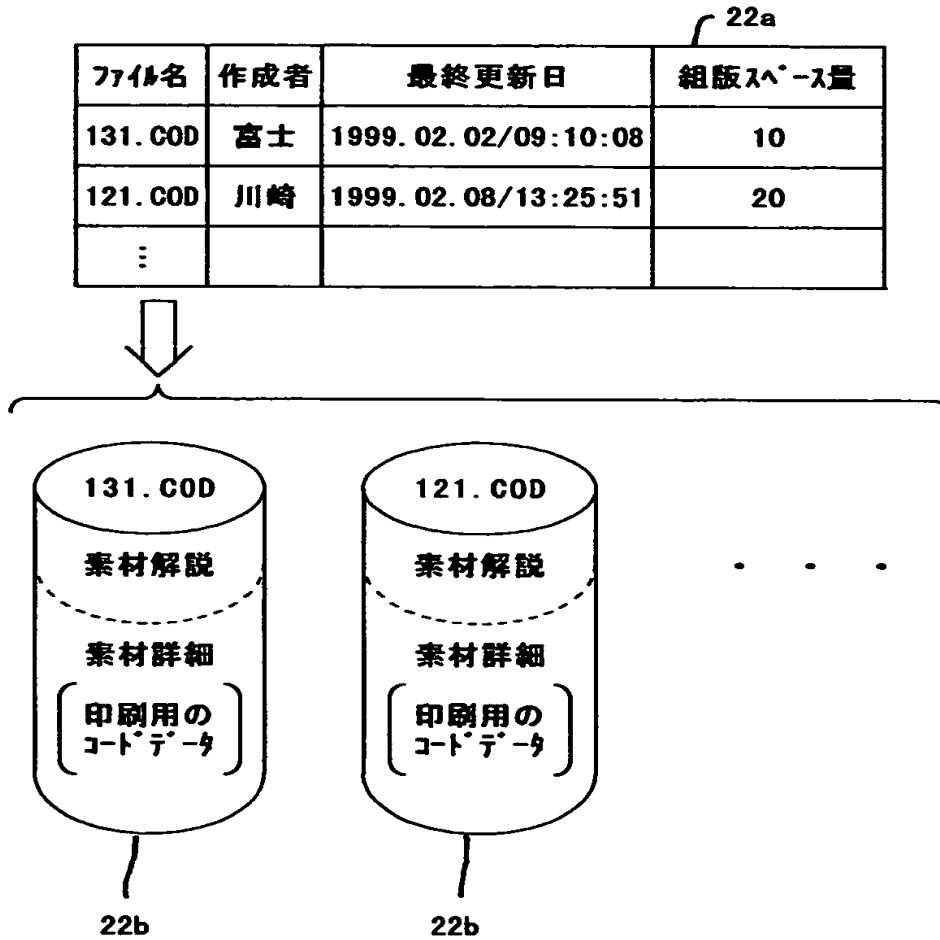 22a
ﾌｧｲﾙ名 作成者 最終更新日 組版ｽﾍﾟｰｽ量
131.COD 富士 1999.02.02/09:10:08 10
121.COD 川崎 1999.02.08/13:25:51 20
⋮
131.COD 121.COD
素材解説 素材解説 ・ ・ ・
素材詳細 素材詳細
印刷用の 印刷用の
ｺｰﾄﾞﾃﾞｰﾀ ｺｰﾄﾞﾃﾞｰﾀ
22b 22b